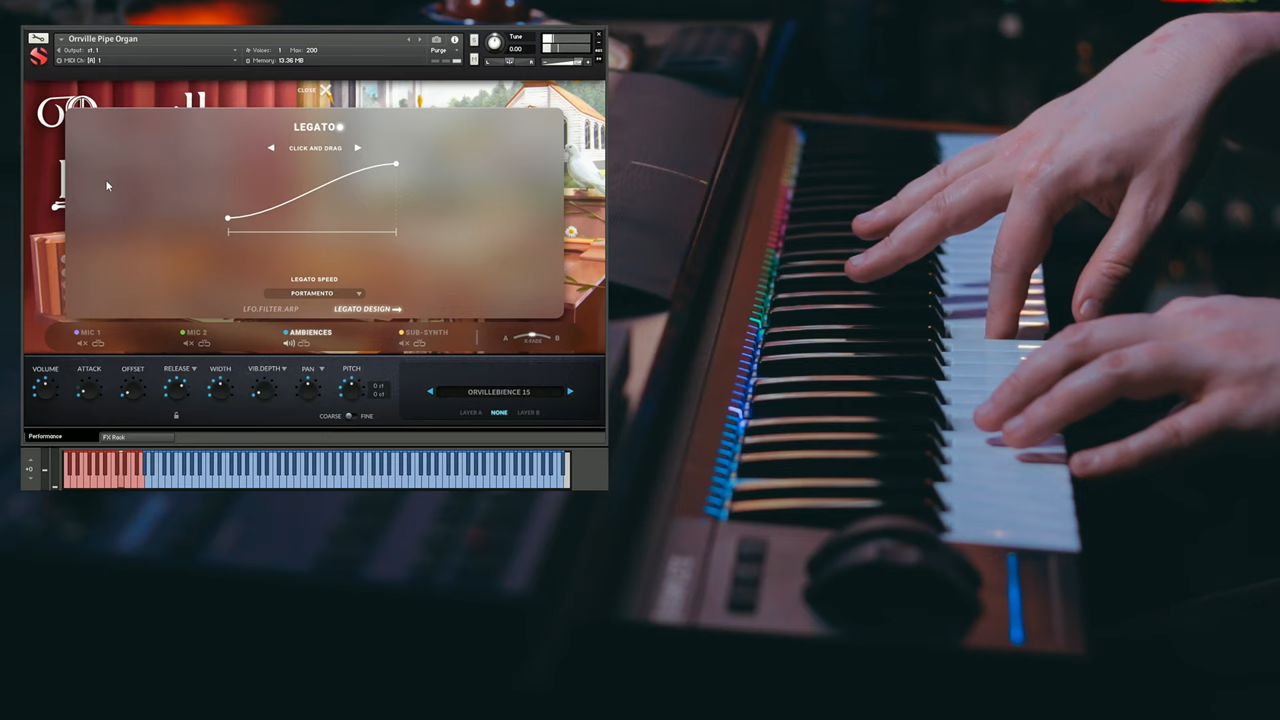 Orrville Pipe Organ
Output: st. 1
Voices: 1 Max: 200
Purge
MIDI Ch: [A] 1
Memory: 13.36 MB
S
M
Tune
0.00
L R
CLOSE
LEGATO
CLICK AND DRAG
LEGATO SPEED
PORTAMENTO
LFO.FILTER.ARP
LEGATO DESIGN
MIC 1
MIC 2
AMBIENCES
SUB-SYNTH
A X-FADE B
VOLUME ATTACK OFFSET RELEASE WIDTH VIB.DEPTH PAN PITCH
0 st
0 st
COARSE FINE
ORVILLEBIENCE 15
LAYER A NONE LAYER B
Performance
FX Rack
+0